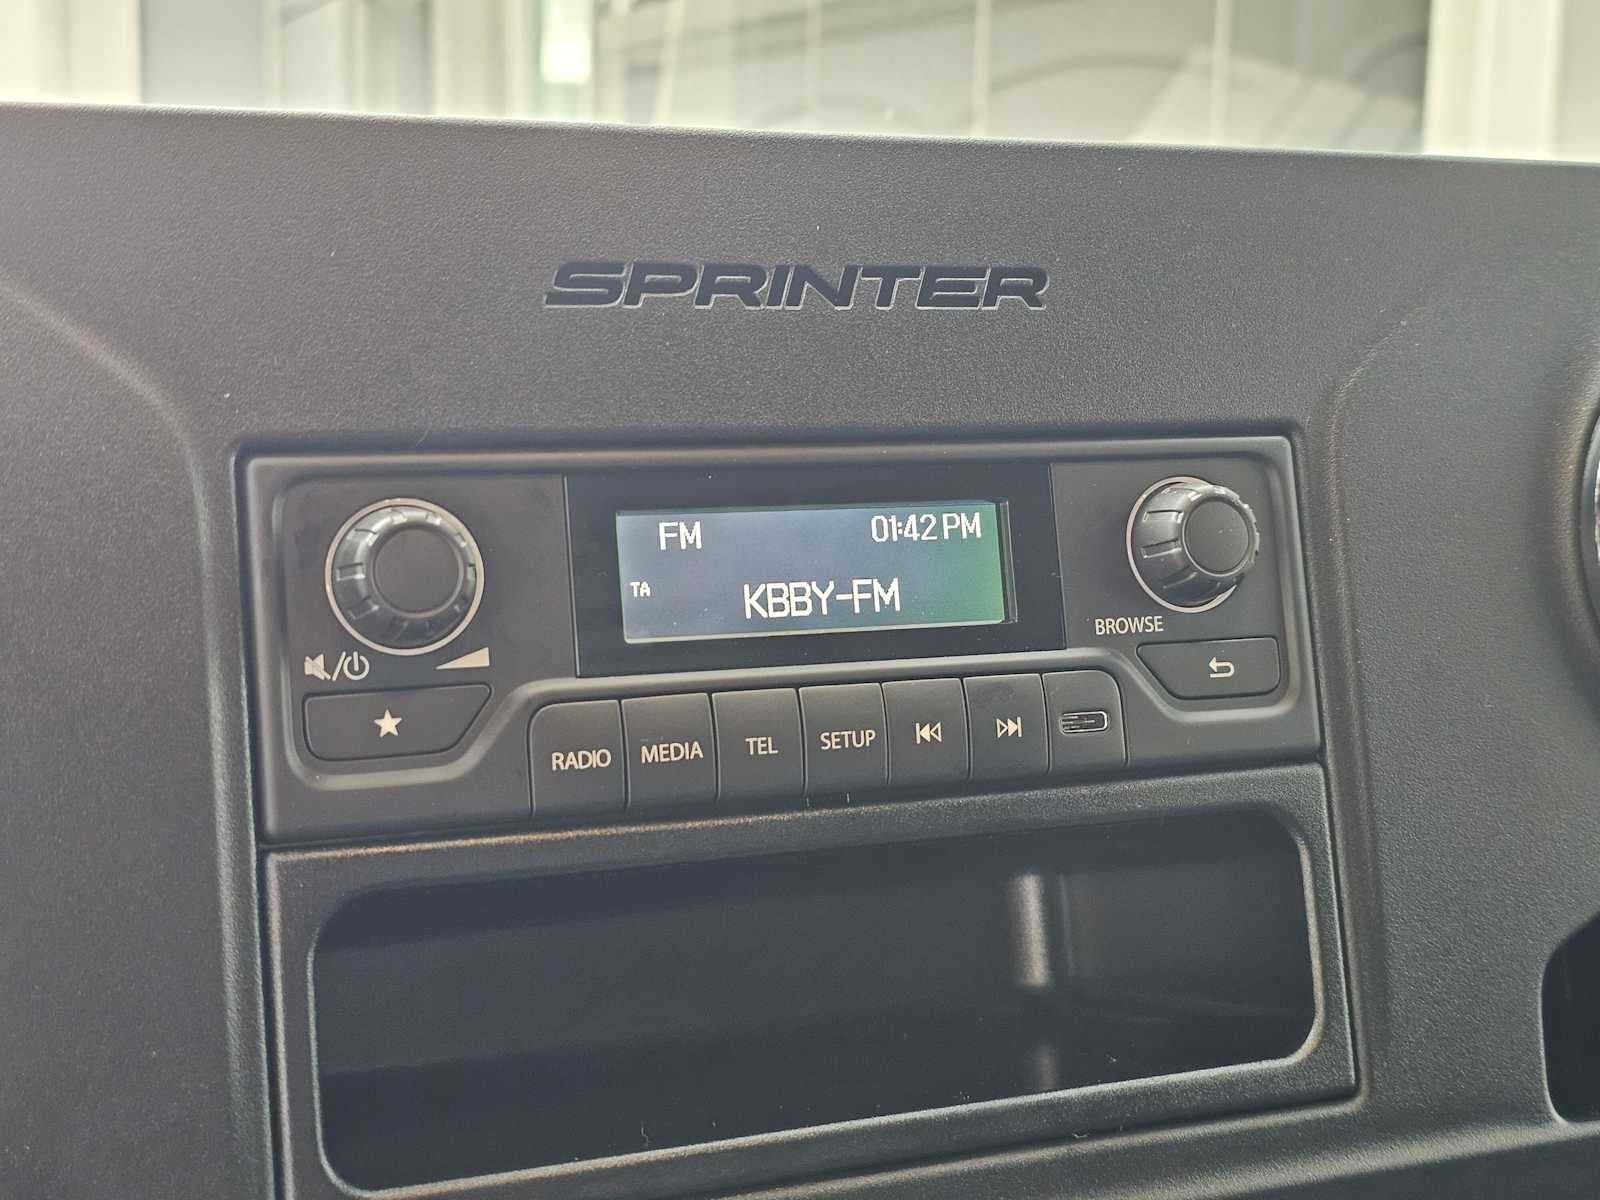 SPRINTER
FM 01:42 PM
TA KBBY-FM
BROWSE
RADIO MEDIA TEL SETUP